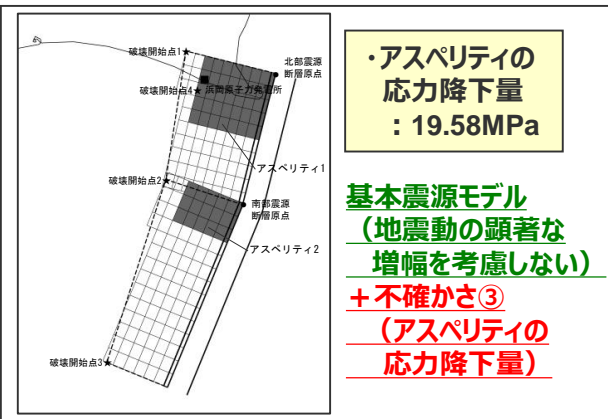 破壊開始点1★
北部震源
断層原点
破壊開始点4★ 浜岡原子力発電所
アスペリティ1
破壊開始点2★
南部震源
断層原点
アスペリティ2
破壊開始点3★
・アスペリティの
応力降下量
：19.58MPa
基本震源モデル
（地震動の顕著な
増幅を考慮しない）
＋不確かさ③
（アスペリティの
応力降下量）